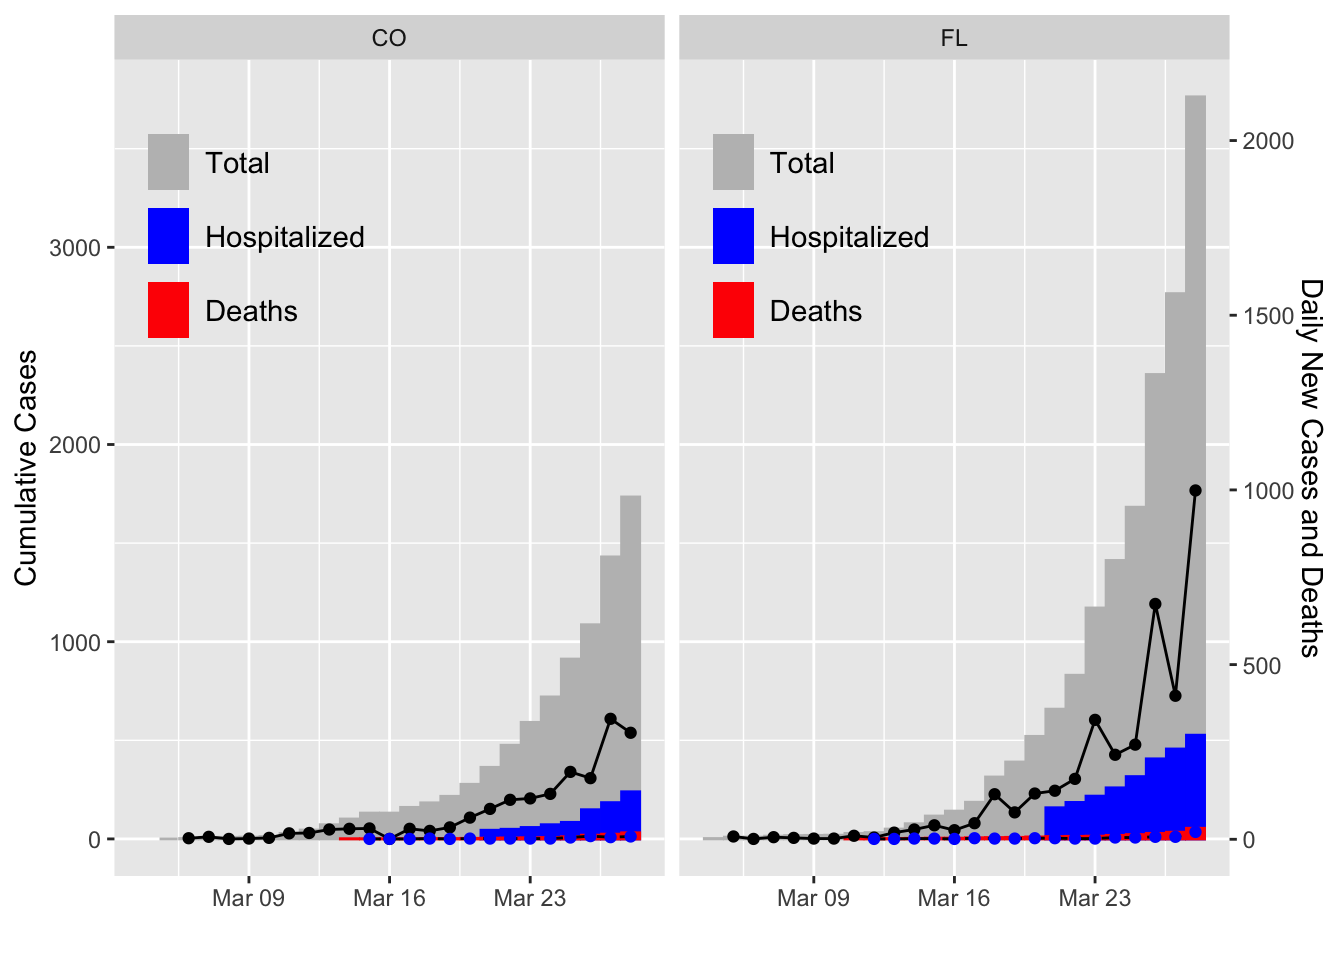 CO
FL
Total
Hospitalized
Deaths
Total
Hospitalized
Deaths
Cumulative Cases
3000
2000
1000
0
2000
1500
1000
500
0
Daily New Cases and Deaths
Mar 09
Mar 16
Mar 23
Mar 09
Mar 16
Mar 23